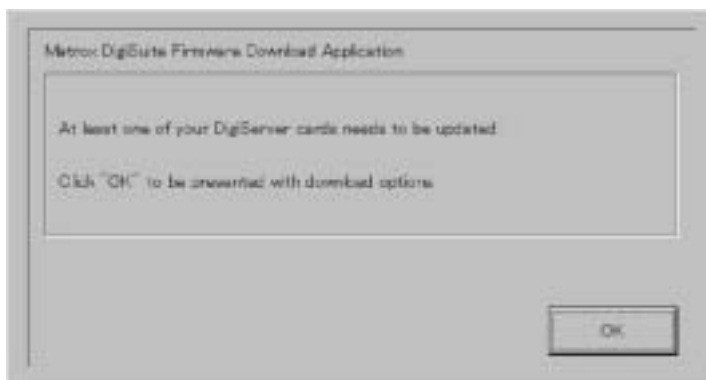 Matrox DigiSuite Firmware Download Application
At least one of your DigiServer cards needs to be updated.
Click "OK" to be presented with download options
OK